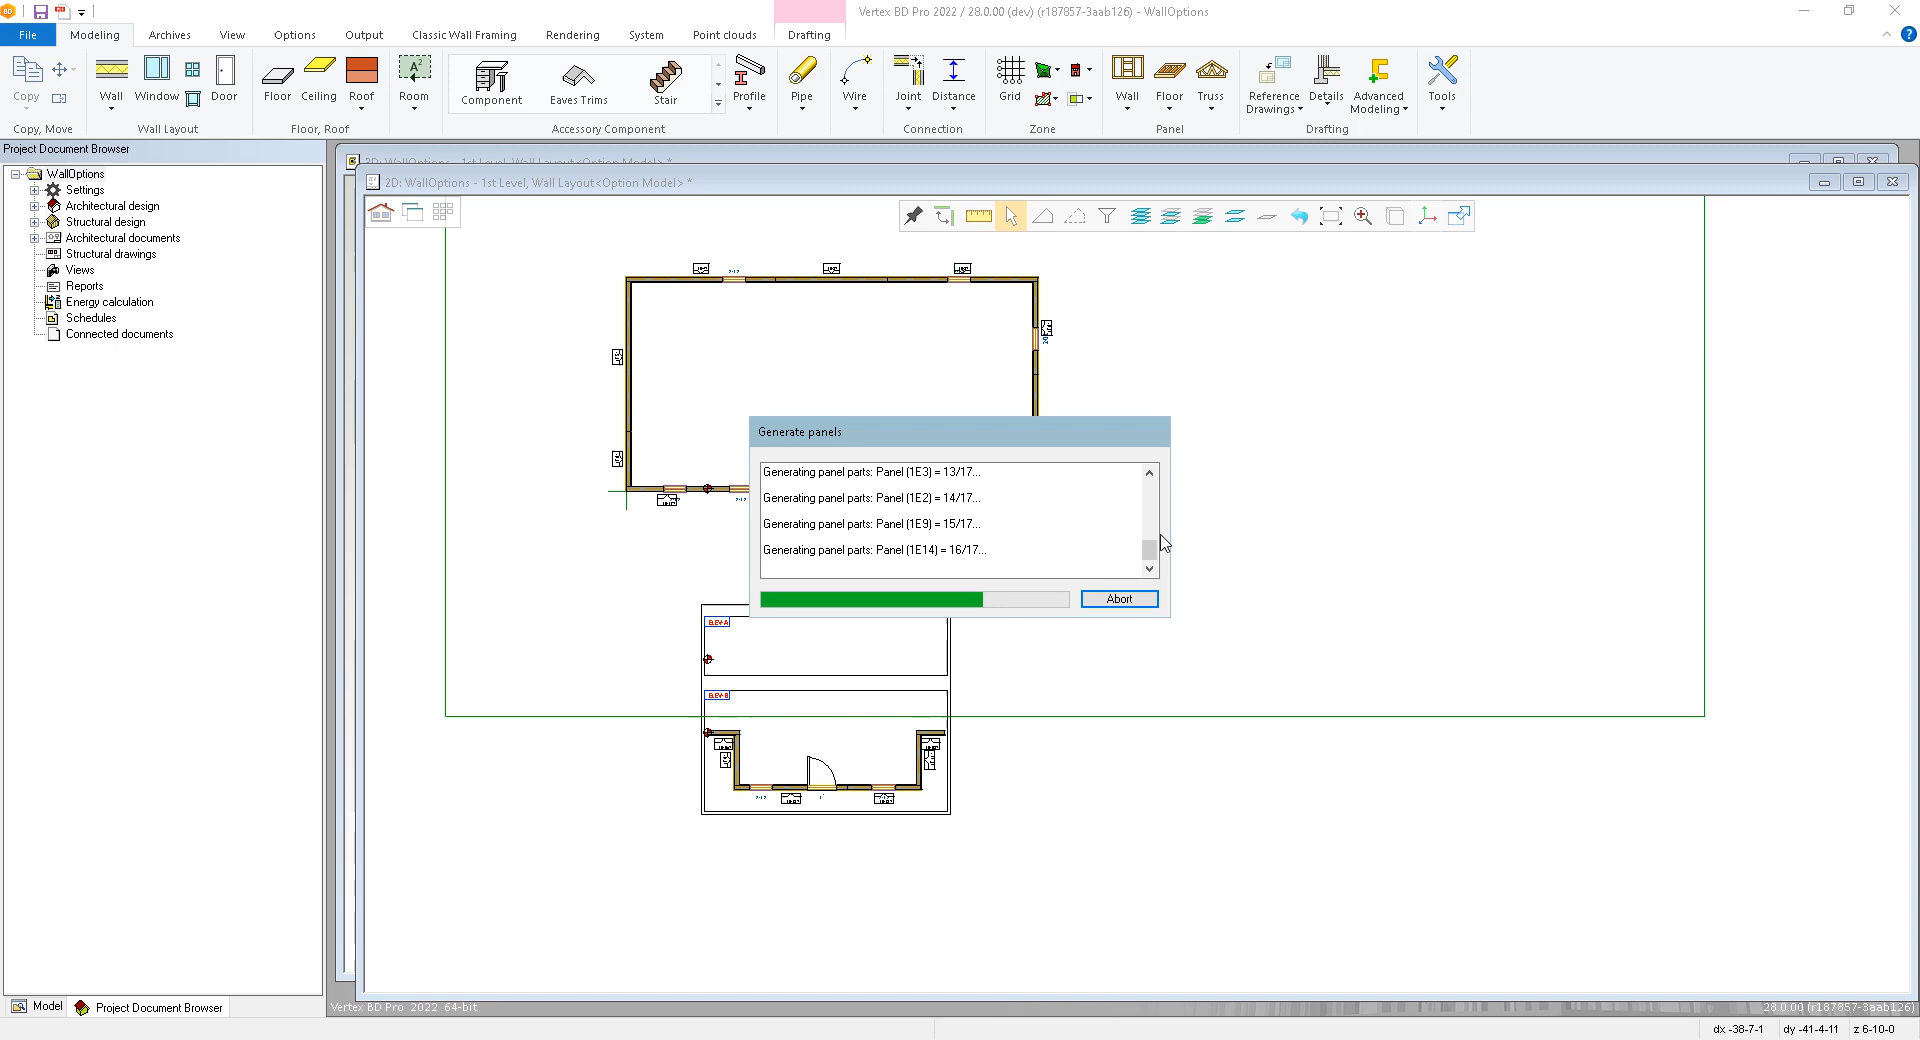 BD
Vertex BD Pro 2022 / 28.0.00 (dev) (r187857-3aab126) - WallOptions
File
Modeling
Archives
View
Options
Output
Classic Wall Framing
Rendering
System
Point clouds
Drafting
Copy
Wall
Window
Door
Floor
Ceiling
Roof
Room
Component
Eaves Trims
Stair
Profile
Pipe
Wire
Joint
Distance
Grid
Wall
Floor
Truss
Reference
Drawings
Details
Advanced
Modeling
Tools
Copy, Move
Wall Layout
Floor, Roof
Accessory Component
Connection
Zone
Panel
Drafting
Project Document Browser
WallOptions
Settings
Architectural design
Structural design
Architectural documents
Structural drawings
Views
Reports
Energy calculation
Schedules
Connected documents
2D: WallOptions - 1st Level, Wall Layout<Option Model> *
Generate panels
Generating panel parts: Panel (1E3) = 13/17...
Generating panel parts: Panel (1E2) = 14/17...
Generating panel parts: Panel (1E9) = 15/17...
Generating panel parts: Panel (1E14) = 16/17...
Abort
ELEV-A
ELEV-B
Model
Project Document Browser
Vertex BD Pro 2022 64-bit
28.0.00 (r187857-3aab126)
dx -38-7-1
dy -41-4-11
z 6-10-0